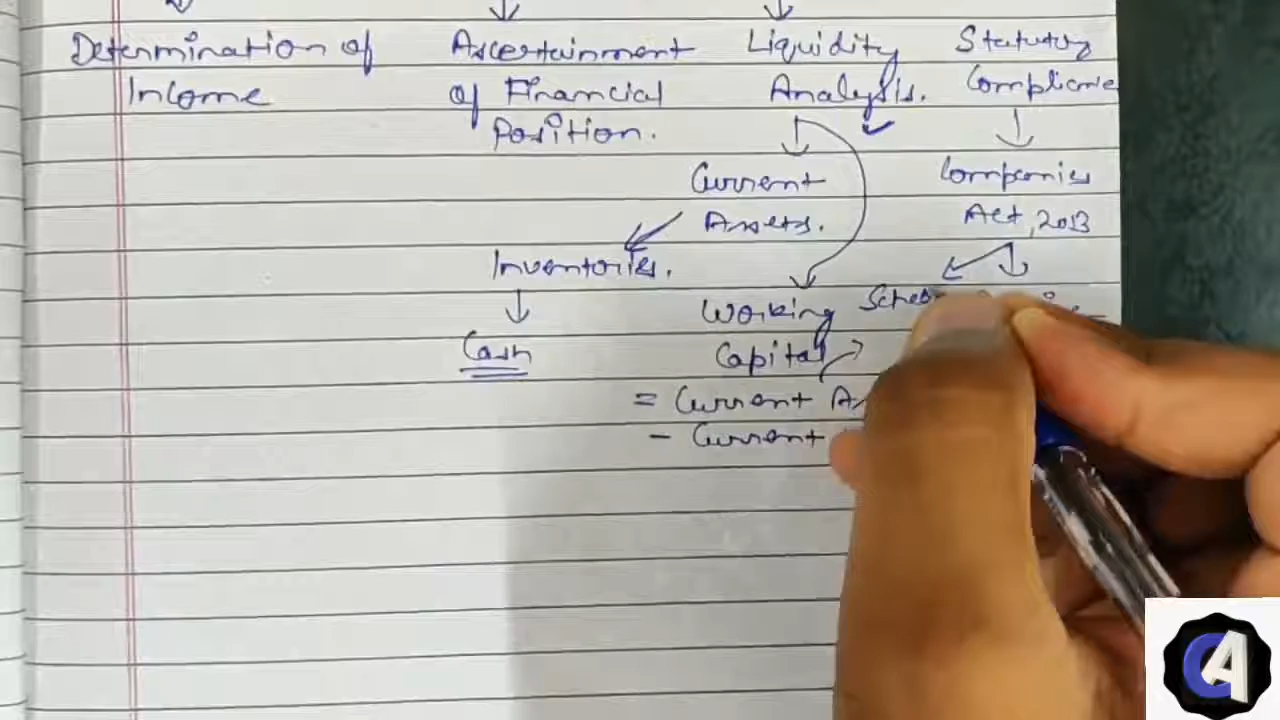 Determination of
Income
Ascertainment
of Financial
Position.
Liquidity
Analysis.
Statutory
Current
Assets.
Inventories.
Cash
Working
Capital
= Current
- Current
Companies
Act, 2013
CA